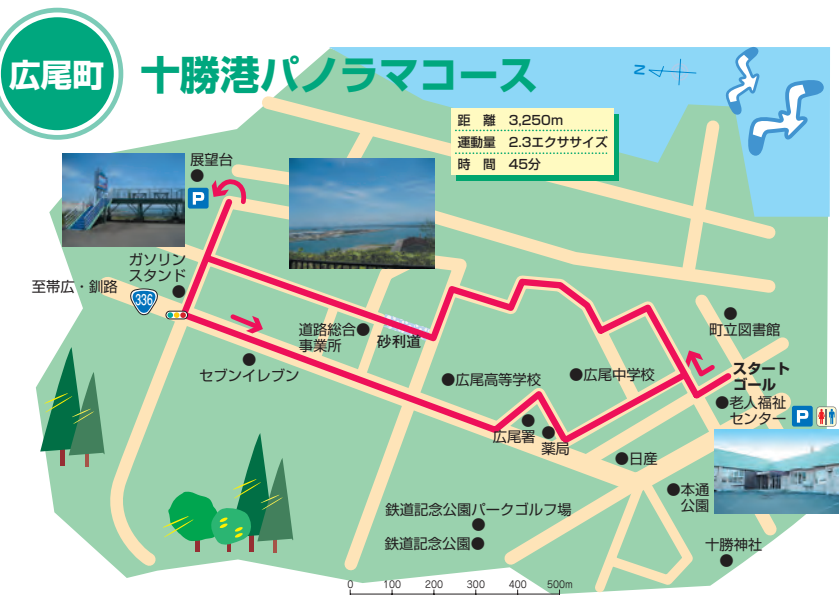 広尾町
十勝港パノラマコース
N
距　離　3,250m
運動量　2.3エクササイズ
時　間　45分
展望台
P
ガソリン
スタンド
至帯広・釧路
336
道路総合
事業所
砂利道
セブンイレブン
町立図書館
広尾高等学校
広尾中学校
スタート
ゴール
老人福祉
センター
P
広尾署
薬局
日産
本通
公園
鉄道記念公園パークゴルフ場
鉄道記念公園
十勝神社
0 100 200 300 400 500m